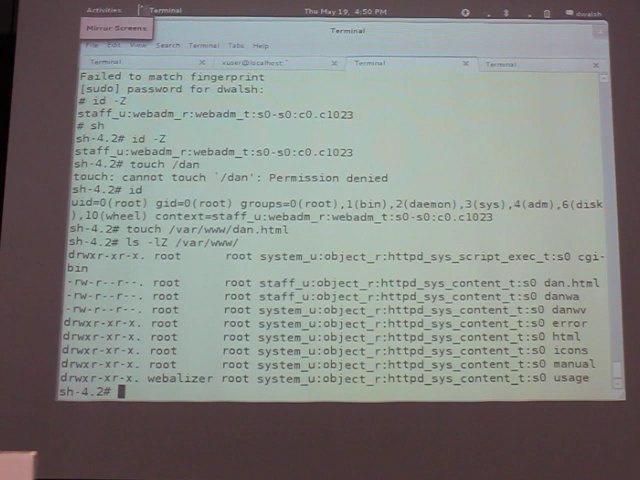 Activities Terminal Thu May 19, 4:50 PM dwalsh
Mirror Screens
Terminal
File Edit View Search Terminal Tabs Help
Terminal × xuser@localhost:~ × Terminal × Terminal ×
Failed to match fingerprint
[sudo] password for dwalsh:
# id -Z
staff_u:webadm_r:webadm_t:s0-s0:c0.c1023
# sh
sh-4.2# id -Z
staff_u:webadm_r:webadm_t:s0-s0:c0.c1023
sh-4.2# touch /dan
touch: cannot touch `/dan': Permission denied
sh-4.2# id
uid=0(root) gid=0(root) groups=0(root),1(bin),2(daemon),3(sys),4(adm),6(disk
),10(wheel) context=staff_u:webadm_r:webadm_t:s0-s0:c0.c1023
sh-4.2# touch /var/www/dan.html
sh-4.2# ls -lZ /var/www/
drwxr-xr-x. root root system_u:object_r:httpd_sys_script_exec_t:s0 cgi-
bin
-rw-r--r--. root root staff_u:object_r:httpd_sys_content_t:s0 dan.html
-rw-r--r--. root root staff_u:object_r:httpd_sys_content_t:s0 danwa
-rw-r--r--. root root system_u:object_r:httpd_sys_content_t:s0 danwv
drwxr-xr-x. root root system_u:object_r:httpd_sys_content_t:s0 error
drwxr-xr-x. root root system_u:object_r:httpd_sys_content_t:s0 html
drwxr-xr-x. root root system_u:object_r:httpd_sys_content_t:s0 icons
drwxr-xr-x. root root system_u:object_r:httpd_sys_content_t:s0 manual
drwxr-xr-x. webalizer root system_u:object_r:httpd_sys_content_t:s0 usage
sh-4.2#